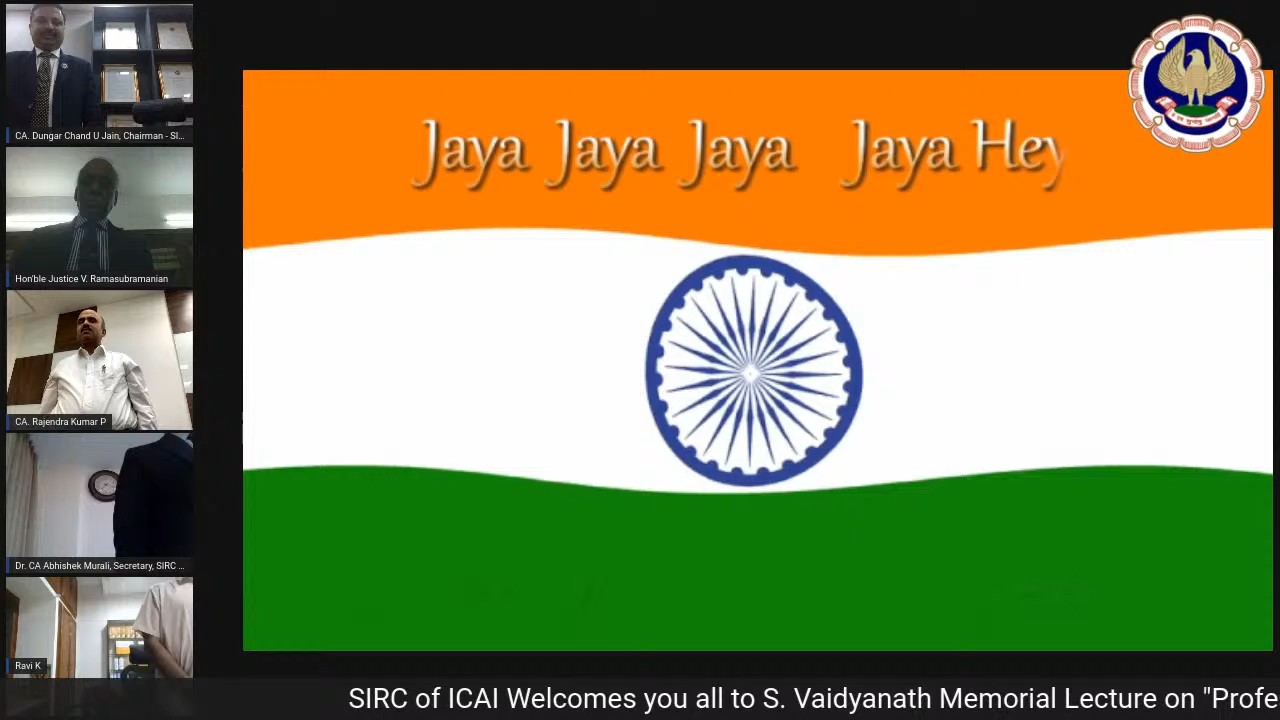 CA. Dungar Chand U Jain, Chairman - SI...
Hon'ble Justice V. Ramasubramanian
CA. Rajendra Kumar P
Dr. CA Abhishek Murali, Secretary, SIRC ...
Ravi K
Jaya Jaya Jaya Jaya Hey
SIRC of ICAI Welcomes you all to S. Vaidyanath Memorial Lecture on "Profe